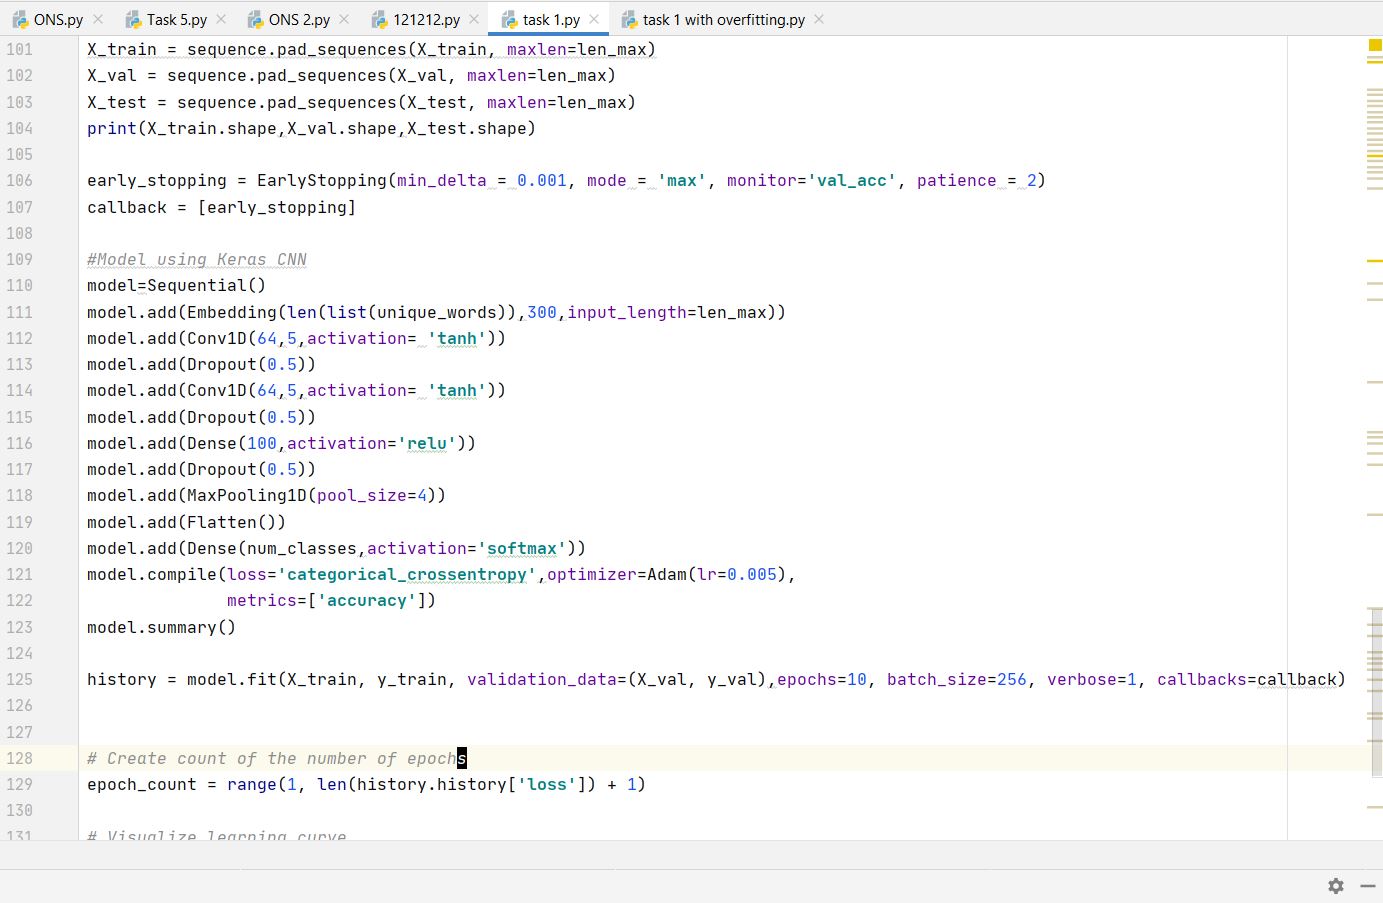 ONS.py Task 5.py ONS 2.py 121212.py task 1.py task 1 with overfitting.py
101 X_train = sequence.pad_sequences(X_train, maxlen=len_max)
102 X_val = sequence.pad_sequences(X_val, maxlen=len_max)
103 X_test = sequence.pad_sequences(X_test, maxlen=len_max)
104 print(X_train.shape,X_val.shape,X_test.shape)
105
106 early_stopping = EarlyStopping(min_delta = 0.001, mode = 'max', monitor='val_acc', patience = 2)
107 callback = [early_stopping]
108
109 #Model using Keras CNN
110 model=Sequential()
111 model.add(Embedding(len(list(unique_words)),300,input_length=len_max))
112 model.add(Conv1D(64,5,activation= 'tanh'))
113 model.add(Dropout(0.5))
114 model.add(Conv1D(64,5,activation= 'tanh'))
115 model.add(Dropout(0.5))
116 model.add(Dense(100,activation='relu'))
117 model.add(Dropout(0.5))
118 model.add(MaxPooling1D(pool_size=4))
119 model.add(Flatten())
120 model.add(Dense(num_classes,activation='softmax'))
121 model.compile(loss='categorical_crossentropy',optimizer=Adam(lr=0.005),
122 metrics=['accuracy'])
123 model.summary()
124
125 history = model.fit(X_train, y_train, validation_data=(X_val, y_val),epochs=10, batch_size=256, verbose=1, callbacks=callback)
126
127
128 # Create count of the number of epochs
129 epoch_count = range(1, len(history.history['loss']) + 1)
130
131 # Visualize learning curve